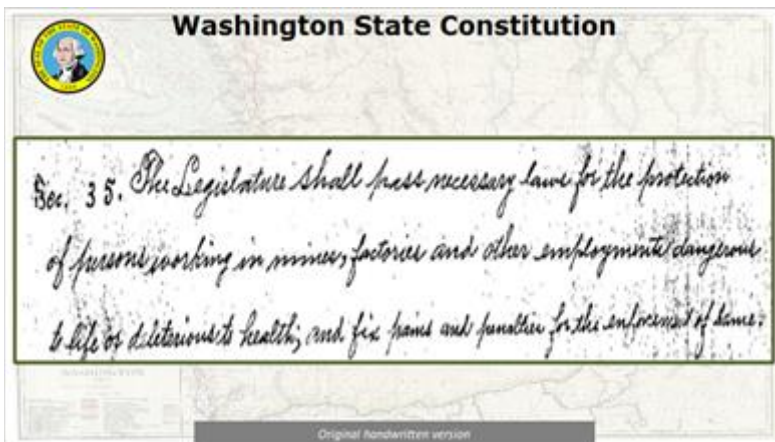 Washington State Constitution
Sec. 35. The Legislature shall pass necessary laws for the protection
of persons working in mines, factories and other employments dangerous
to life or deleterious to health; and fix pains and penalties for the enforcement of same.
Original handwritten version